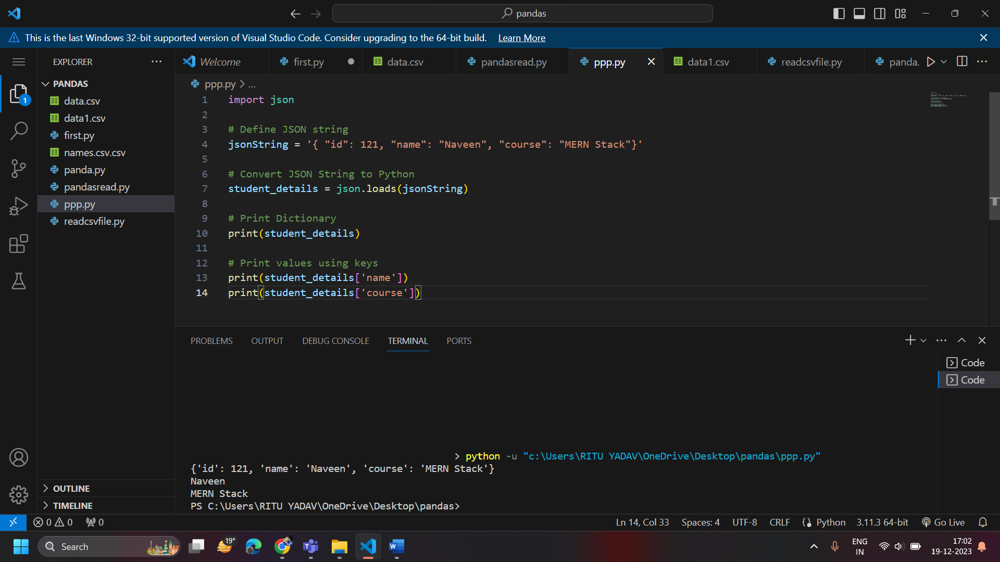 pandas
This is the last Windows 32-bit supported version of Visual Studio Code. Consider upgrading to the 64-bit build. Learn More
EXPLORER
Welcome
first.py
data.csv
pandasread.py
ppp.py
data1.csv
readcsvfile.py
panda.
PANDAS
1
data.csv
data1.csv
first.py
names.csv.csv
panda.py
pandasread.py
ppp.py
readcsvfile.py
OUTLINE
TIMELINE
ppp.py > ...
1 import json
2
3 # Define JSON string
4 jsonString = '{ "id": 121, "name": "Naveen", "course": "MERN Stack"}'
5
6 # Convert JSON String to Python
7 student_details = json.loads(jsonString)
8
9 # Print Dictionary
10 print(student_details)
11
12 # Print values using keys
13 print(student_details['name'])
14 print(student_details['course'])
PROBLEMS OUTPUT DEBUG CONSOLE TERMINAL PORTS
Code
Code
> python -u "c:\Users\RITU YADAV\OneDrive\Desktop\pandas\ppp.py"
{'id': 121, 'name': 'Naveen', 'course': 'MERN Stack'}
Naveen
MERN Stack
PS C:\Users\RITU YADAV\OneDrive\Desktop\pandas>
0 0 0 Ln 14, Col 33 Spaces: 4 UTF-8 CRLF {} Python 3.11.3 64-bit Go Live
Search
19°
ENG
IN
17:02
19-12-2023